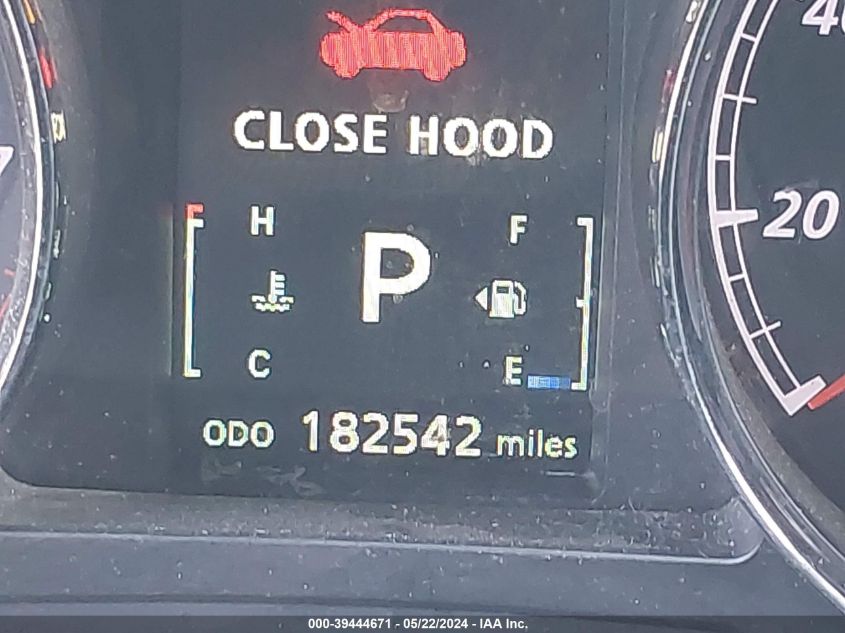 CLOSE HOOD
H F
P
C E
ODO 182542 miles
20
000-39444671 - 05/22/2024 - IAA Inc.